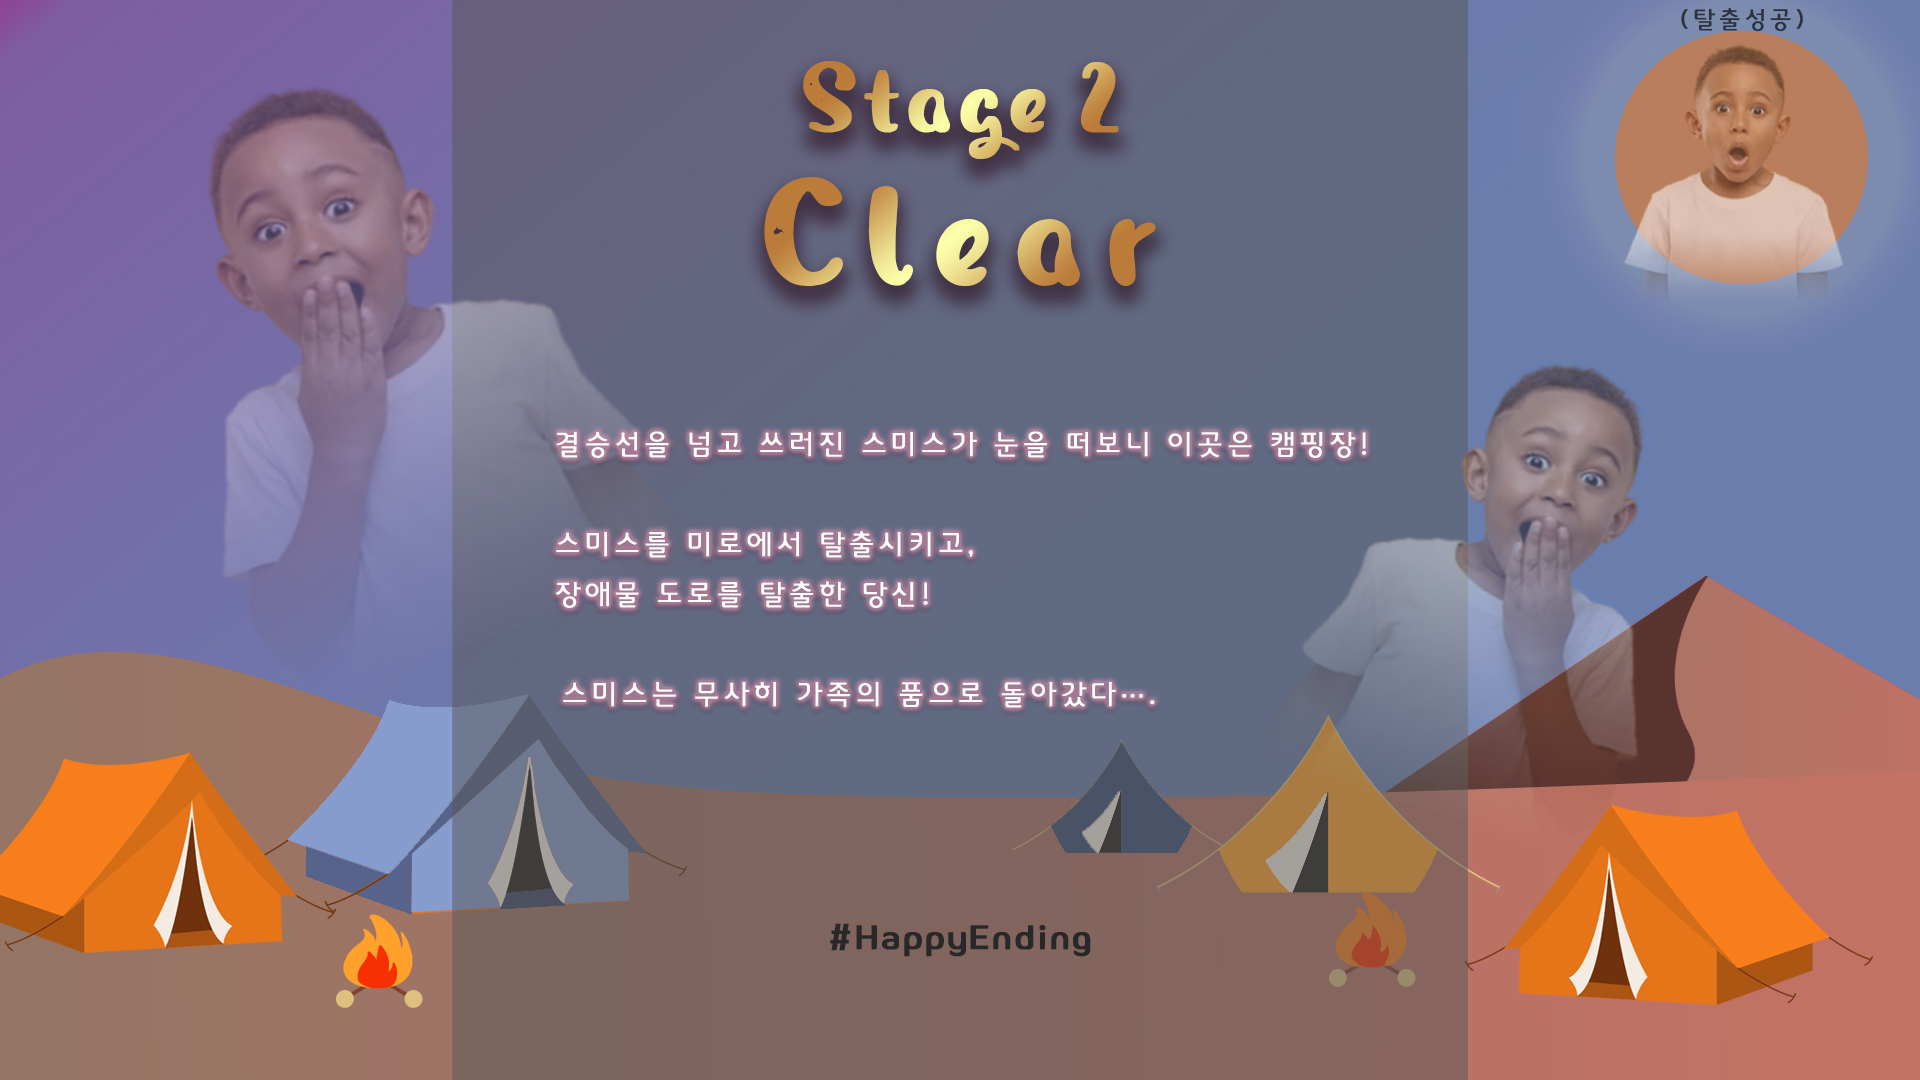 (탈출성공)
Stage 2
Clear
결승선을 넘고 쓰러진 스미스가 눈을 떠보니 이곳은 캠핑장!
스미스를 미로에서 탈출시키고,
장애물 도로를 탈출한 당신!
스미스는 무사히 가족의 품으로 돌아갔다….
#HappyEnding